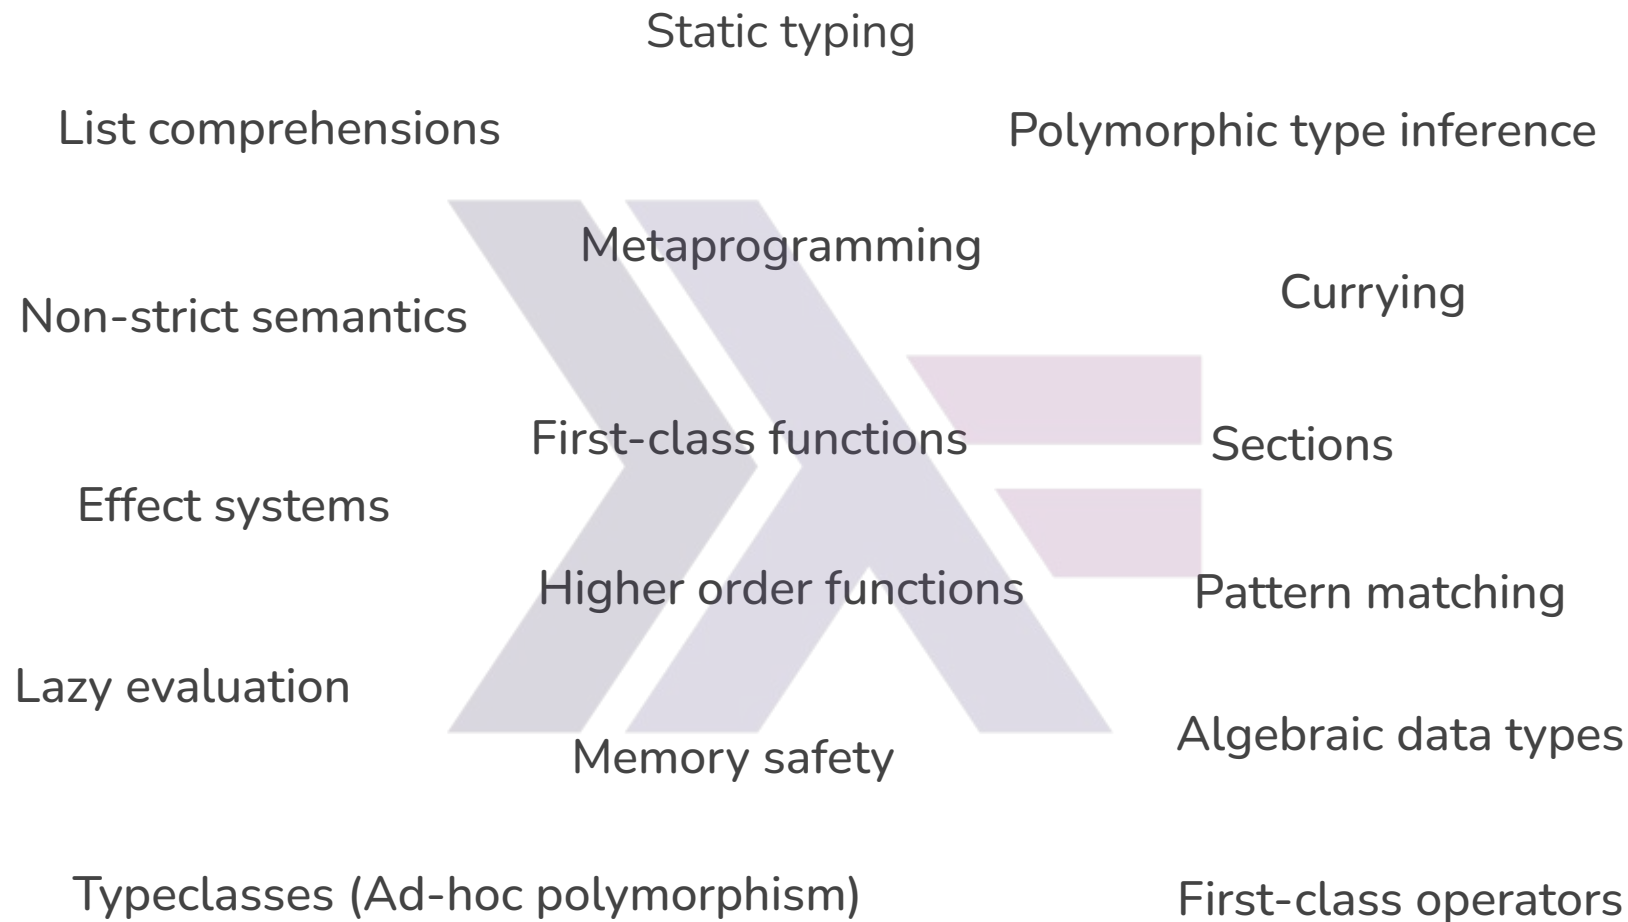 Static typing
List comprehensions
Polymorphic type inference
Metaprogramming
Currying
Non-strict semantics
First-class functions
Sections
Effect systems
Higher order functions
Pattern matching
Lazy evaluation
Algebraic data types
Memory safety
Typeclasses (Ad-hoc polymorphism)
First-class operators